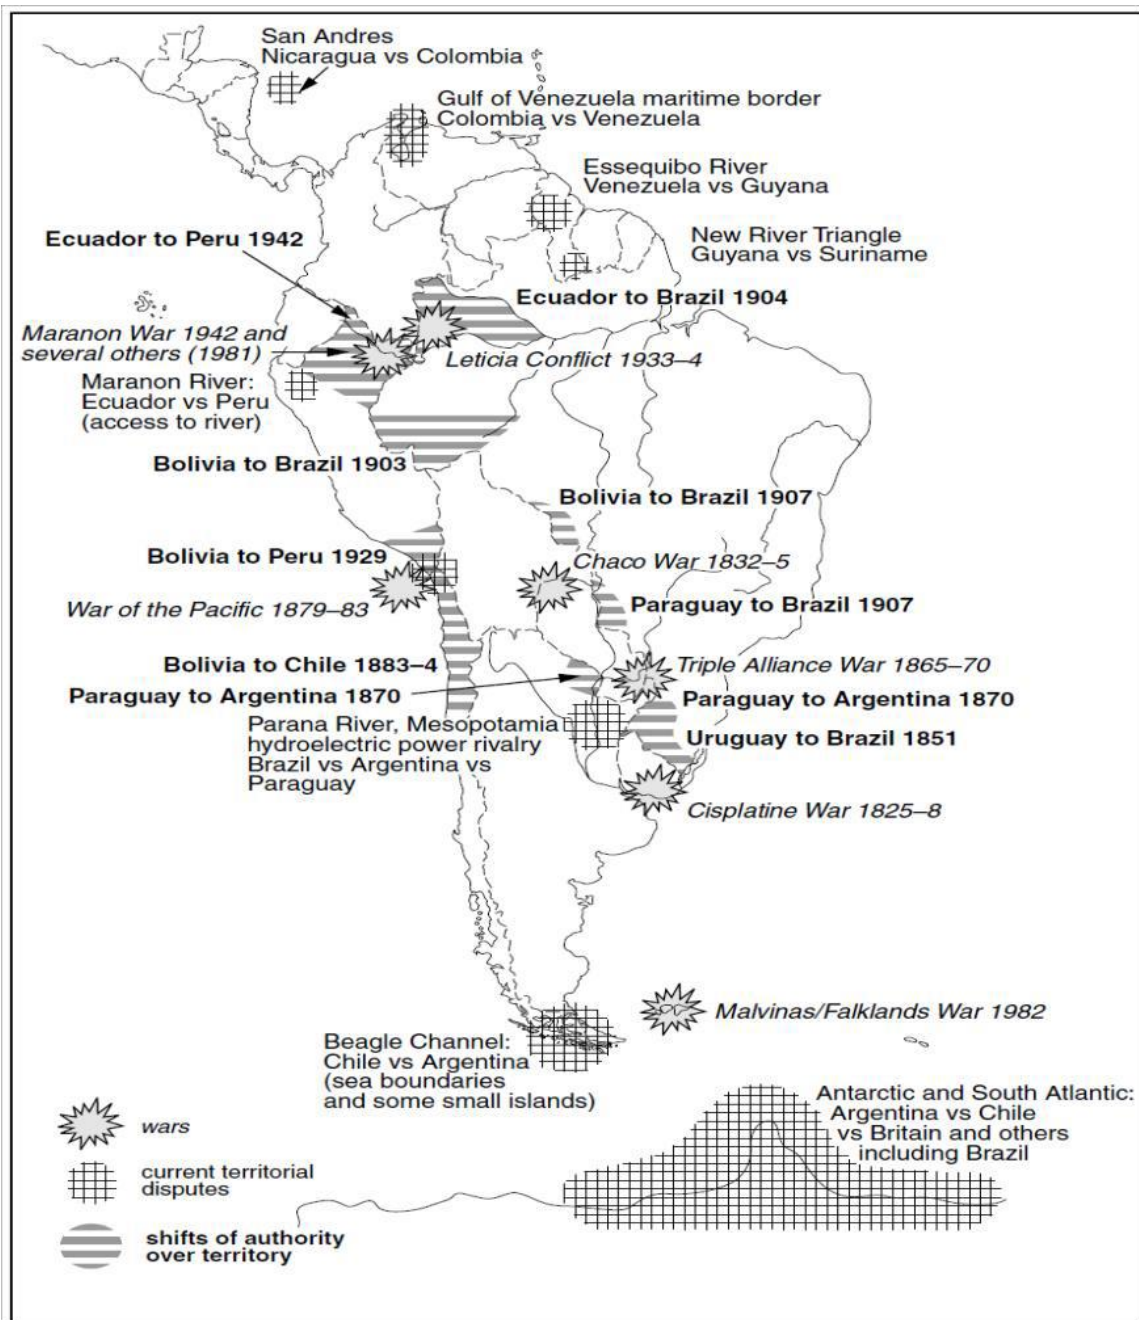 San Andres
Nicaragua vs Colombia
Gulf of Venezuela maritime border
Colombia vs Venezuela
Essequibo River
Venezuela vs Guyana
New River Triangle
Guyana vs Suriname
Ecuador to Peru 1942
Ecuador to Brazil 1904
Maranon War 1942 and
several others (1981)
Leticia Conflict 1933–4
Maranon River:
Ecuador vs Peru
(access to river)
Bolivia to Brazil 1903
Bolivia to Brazil 1907
Bolivia to Peru 1929
Chaco War 1832–5
War of the Pacific 1879–83
Paraguay to Brazil 1907
Bolivia to Chile 1883–4
Triple Alliance War 1865–70
Paraguay to Argentina 1870
Paraguay to Argentina 1870
Parana River, Mesopotamia
hydroelectric power rivalry
Brazil vs Argentina vs
Paraguay
Uruguay to Brazil 1851
Cisplatine War 1825–8
Malvinas/Falklands War 1982
Beagle Channel:
Chile vs Argentina
(sea boundaries
and some small islands)
Antarctic and South Atlantic:
Argentina vs Chile
vs Britain and others
including Brazil
wars
current territorial
disputes
shifts of authority
over territory